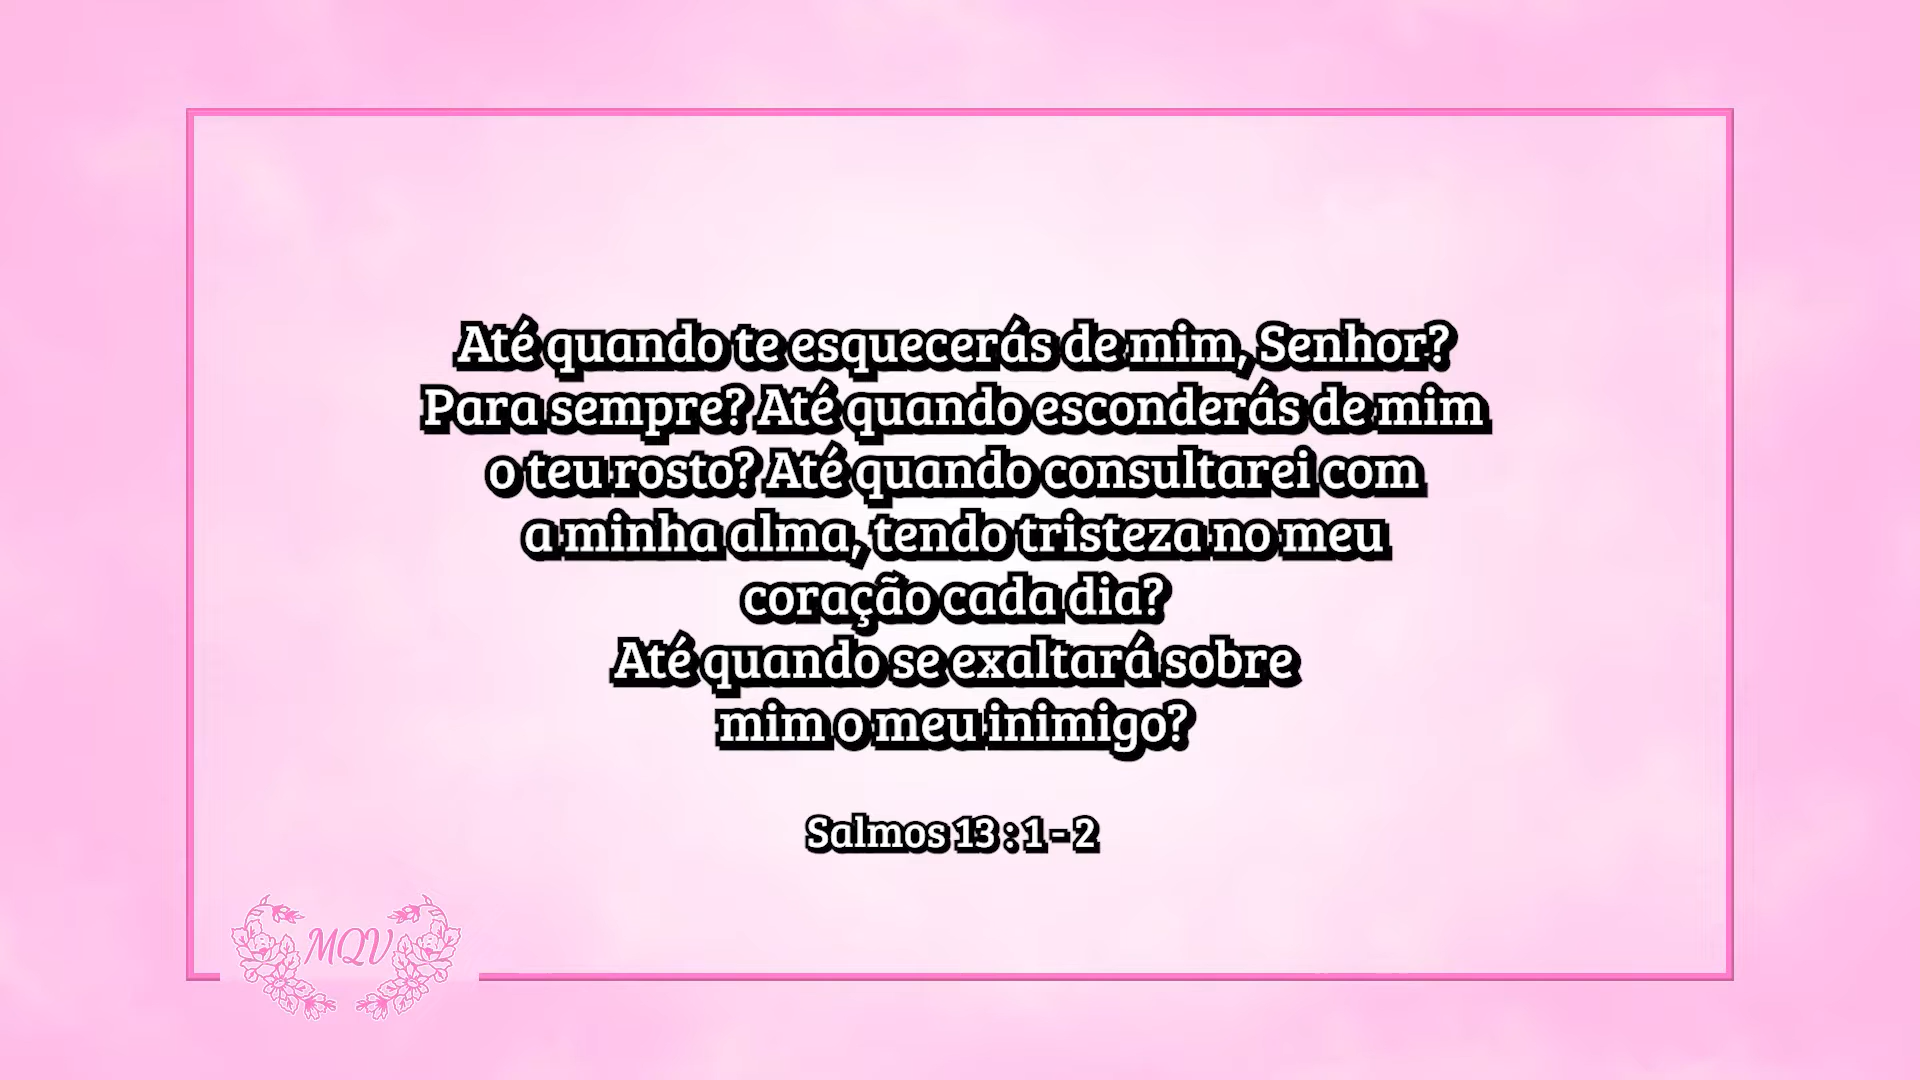 Até quando te esquecerás de mim, Senhor?
Para sempre? Até quando esconderás de mim
o teu rosto? Até quando consultarei com
a minha alma, tendo tristeza no meu
coração cada dia?
Até quando se exaltará sobre
mim o meu inimigo?
Salmos 13 : 1 - 2
MQV